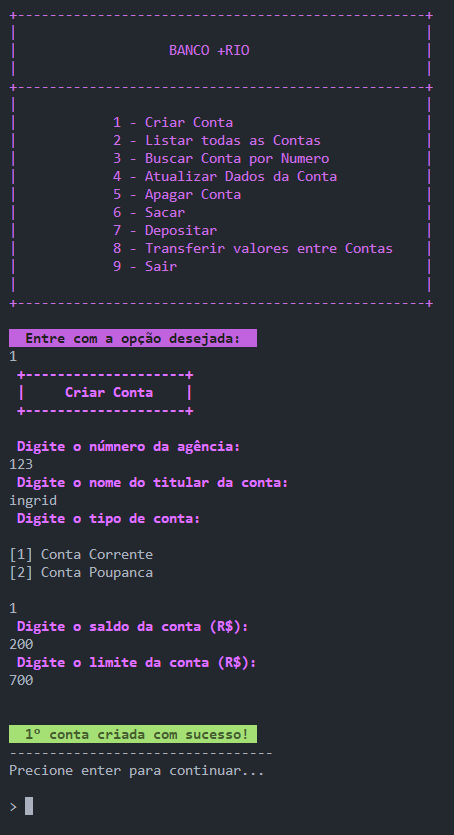 +---------------------------------------------------+
BANCO +RIO
+---------------------------------------------------+
1 - Criar Conta
2 - Listar todas as Contas
3 - Buscar Conta por Numero
4 - Atualizar Dados da Conta
5 - Apagar Conta
6 - Sacar
7 - Depositar
8 - Transferir valores entre Contas
9 - Sair
+---------------------------------------------------+
Entre com a opção desejada:
1
+--------------------+
| Criar Conta |
+--------------------+
Digite o númnero da agência:
123
Digite o nome do titular da conta:
ingrid
Digite o tipo de conta:
[1] Conta Corrente
[2] Conta Poupanca
1
Digite o saldo da conta (R$):
200
Digite o limite da conta (R$):
700
1º conta criada com sucesso!
---------------------------------
Precione enter para continuar...
>